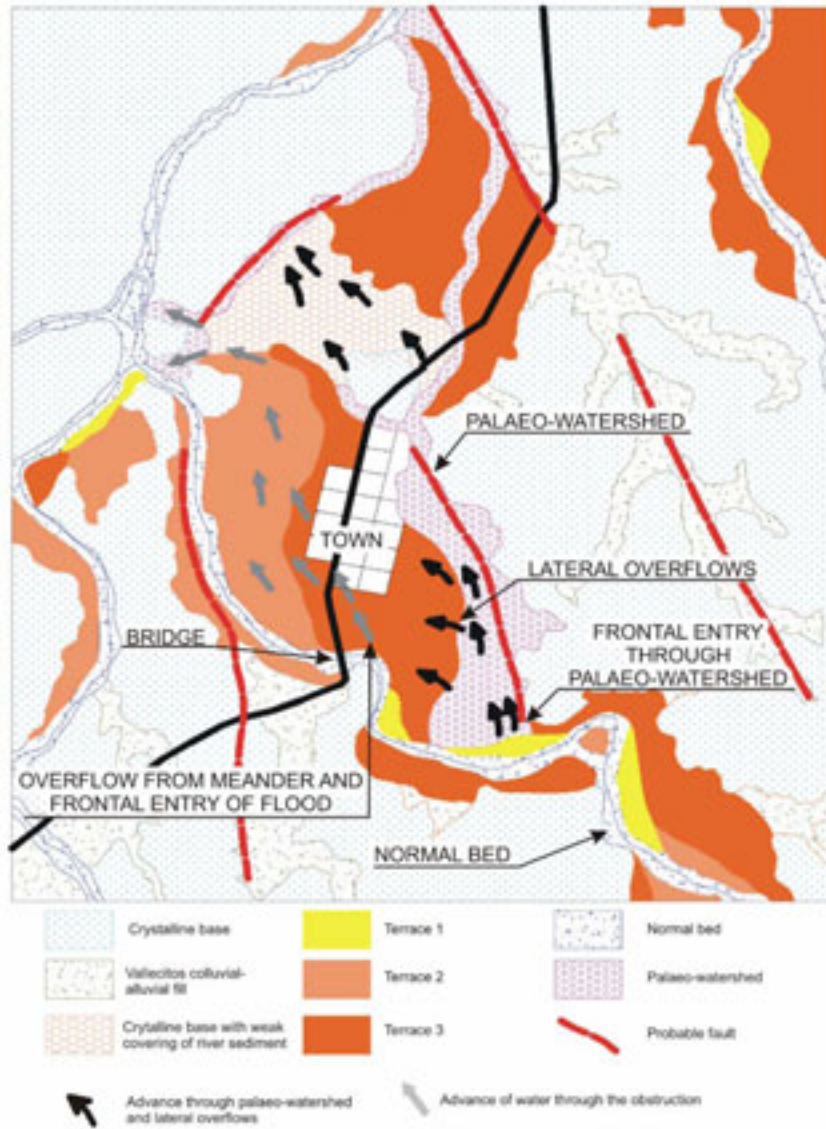 PALAEO-WATERSHED
TOWN
LATERAL OVERFLOWS
BRIDGE
FRONTAL ENTRY
THROUGH
PALAEO-WATERSHED
OVERFLOW FROM MEANDER AND
FRONTAL ENTRY OF FLOOD
NORMAL BED
Crystalline base
Terrace 1
Normal bed
Vallecitos colluvial-
alluvial fill
Terrace 2
Palaeo-watershed
Crytalline base with weak
covering of river sediment
Terrace 3
Probable fault
Advance through palaeo-watershed
and lateral overflows
Advance of water through the obstruction